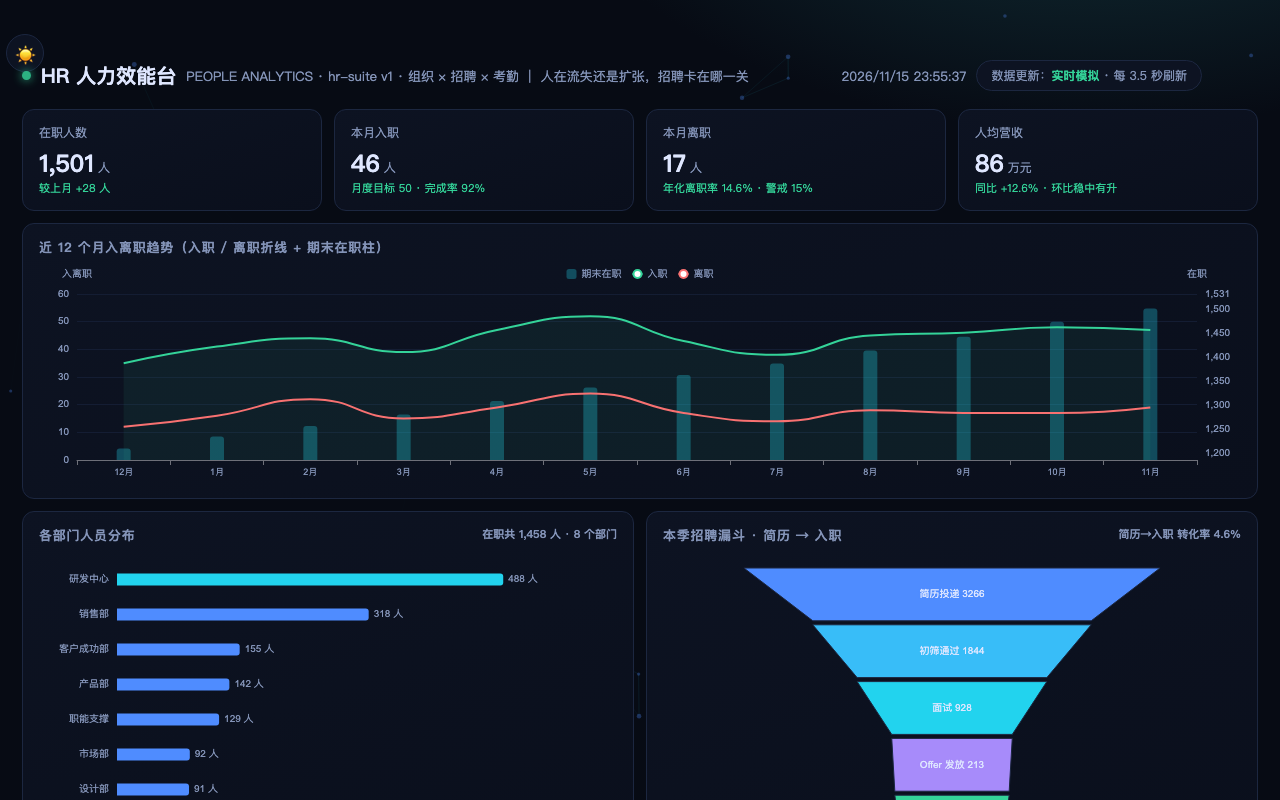 HR 人力效能台 PEOPLE ANALYTICS · hr-suite v1 · 组织 × 招聘 × 考勤 | 人在流失还是扩张，招聘卡在哪一关 2026/11/15 23:55:37 数据更新：实时模拟 · 每 3.5 秒刷新
在职人数
1,501 人
较上月 +28 人
本月入职
46 人
月度目标 50 · 完成率 92%
本月离职
17 人
年化离职率 14.6% · 警戒 15%
人均营收
86 万元
同比 +12.6% · 环比稳中有升
近 12 个月入离职趋势（入职 / 离职折线 + 期末在职柱）
入离职 期末在职 入职 离职 在职
60
50
40
30
20
10
0
1,531
1,500
1,450
1,400
1,350
1,300
1,250
1,200
12月 1月 2月 3月 4月 5月 6月 7月 8月 9月 10月 11月
各部门人员分布 在职共 1,458 人 · 8 个部门
研发中心 488 人
销售部 318 人
客户成功部 155 人
产品部 142 人
职能支撑 129 人
市场部 92 人
设计部 91 人
本季招聘漏斗 · 简历 → 入职 简历→入职 转化率 4.6%
简历投递 3266
初筛通过 1844
面试 928
Offer 发放 213